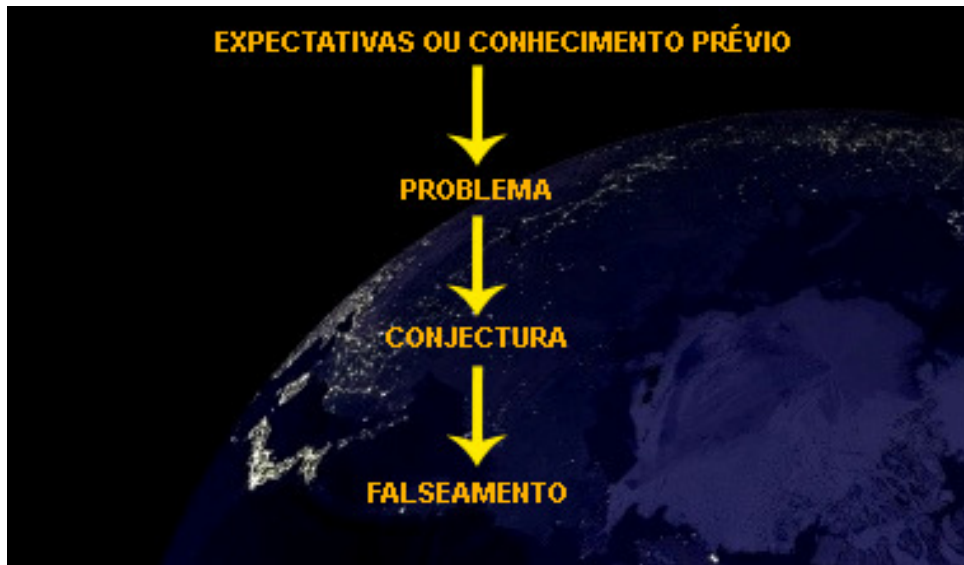 EXPECTATIVAS OU CONHECIMENTO PRÉVIO
PROBLEMA
CONJECTURA
FALSEAMENTO